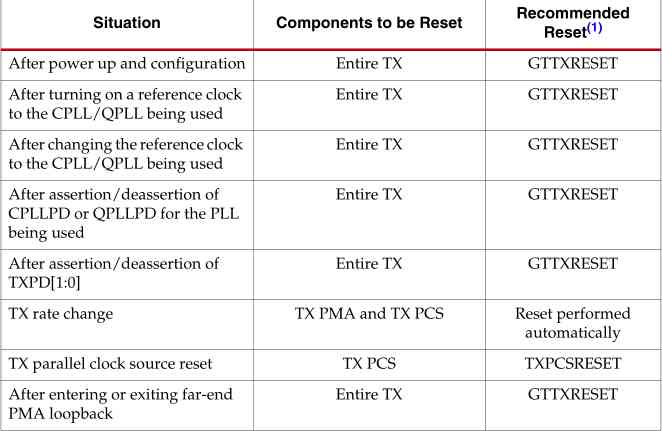 Situation
Components to be Reset
Recommended
Reset(1)
After power up and configuration
Entire TX
GTTXRESET
After turning on a reference clock
to the CPLL/QPLL being used
Entire TX
GTTXRESET
After changing the reference clock
to the CPLL/QPLL being used
Entire TX
GTTXRESET
After assertion/deassertion of
CPLLPD or QPLLPD for the PLL
being used
Entire TX
GTTXRESET
After assertion/deassertion of
TXPD[1:0]
Entire TX
GTTXRESET
TX rate change
TX PMA and TX PCS
Reset performed
automatically
TX parallel clock source reset
TX PCS
TXPCSRESET
After entering or exiting far-end
PMA loopback
Entire TX
GTTXRESET